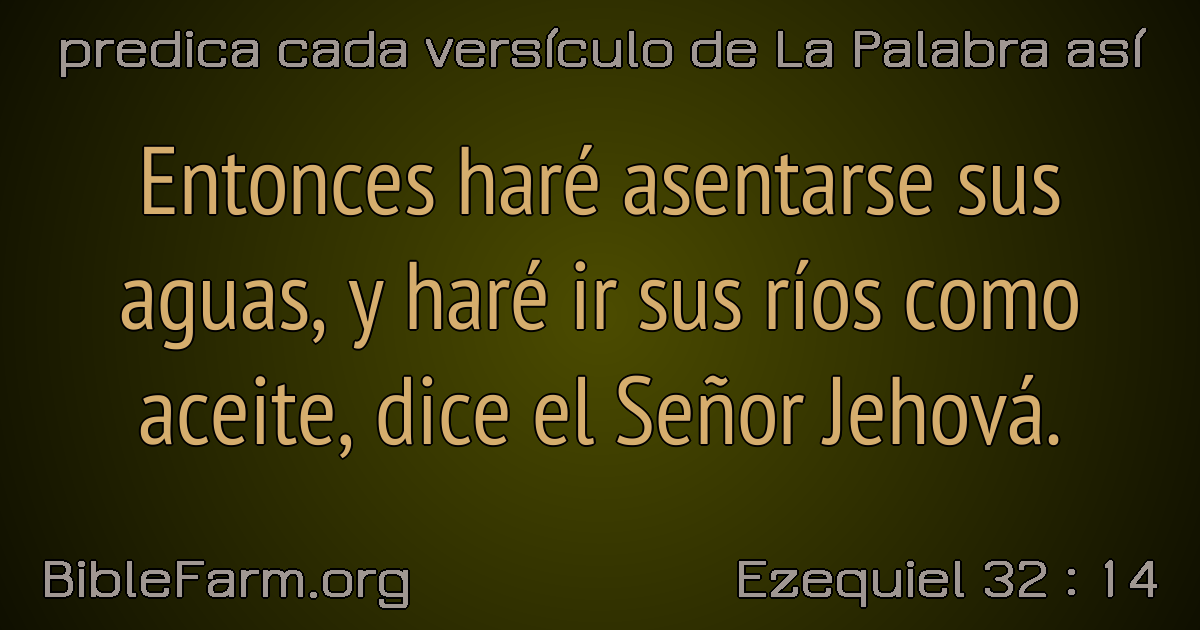 predica cada versículo de La Palabra así
Entonces haré asentarse sus
aguas, y haré ir sus ríos como
aceite, dice el Señor Jehová.
BibleFarm.org
Ezequiel 32 : 14